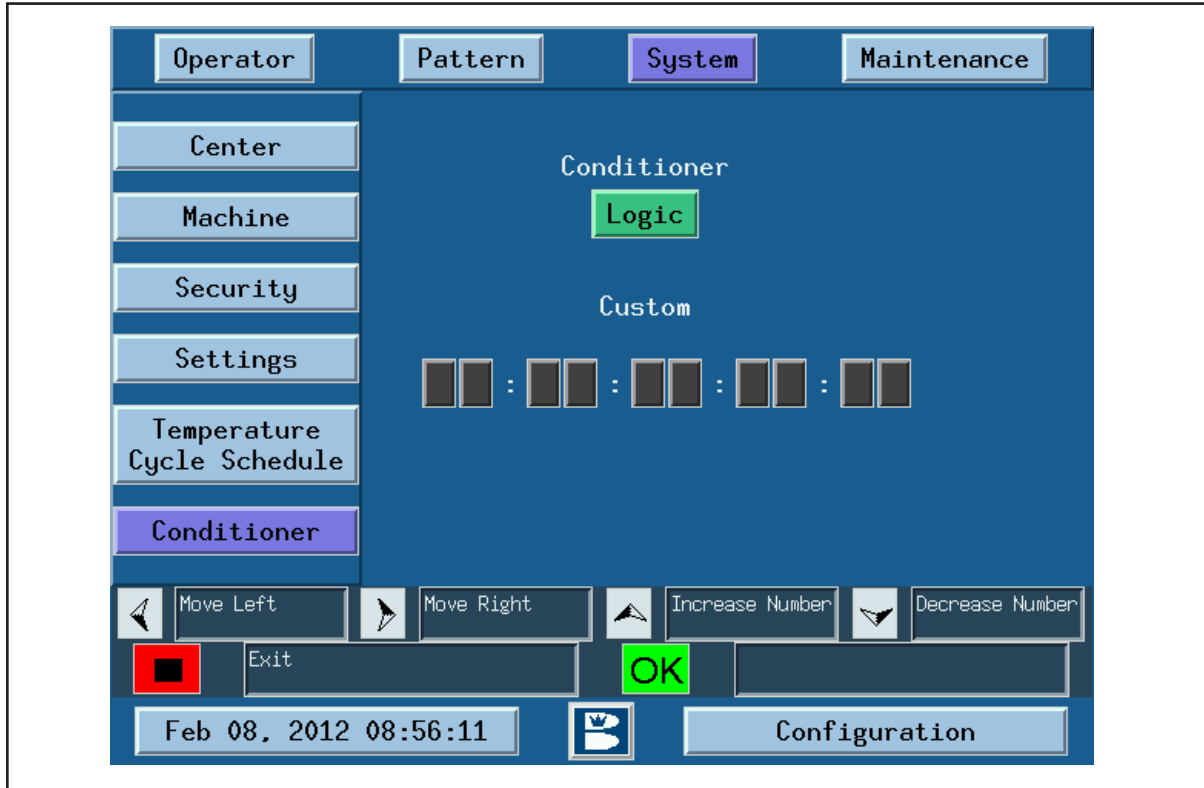 Operator Pattern System Maintenance
Center
Machine
Security
Settings
Temperature
Cycle Schedule
Conditioner
Conditioner
Logic
Custom
: : : :
Move Left Move Right Increase Number Decrease Number
Exit OK
Feb 08, 2012 08:56:11 B Configuration